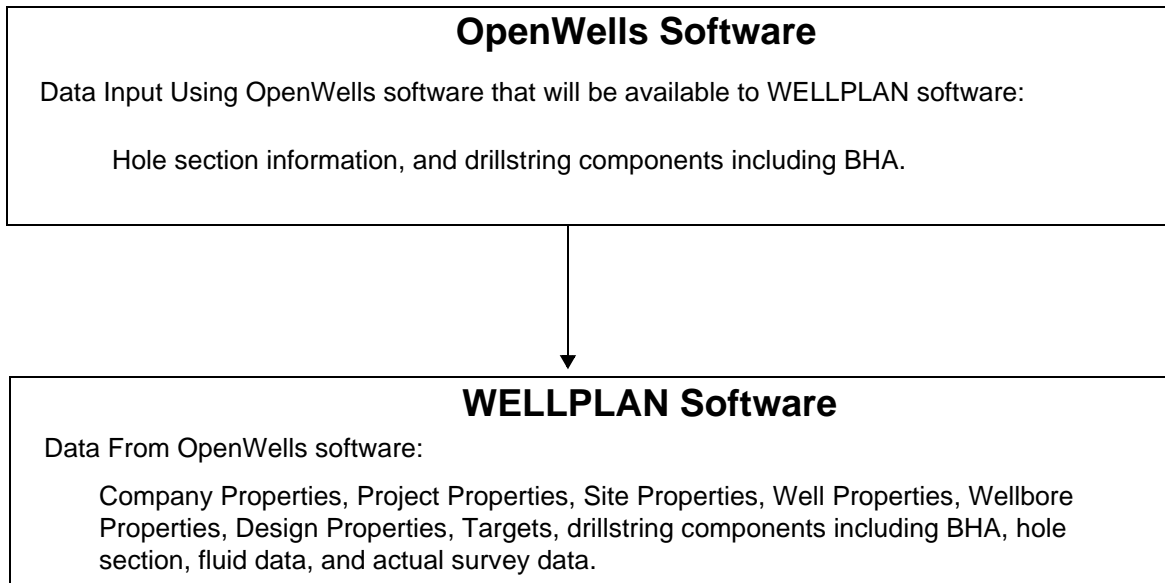 OpenWells Software
Data Input Using OpenWells software that will be available to WELLPLAN software:
Hole section information, and drillstring components including BHA.
WELLPLAN Software
Data From OpenWells software:
Company Properties, Project Properties, Site Properties, Well Properties, Wellbore
Properties, Design Properties, Targets, drillstring components including BHA, hole
section, fluid data, and actual survey data.